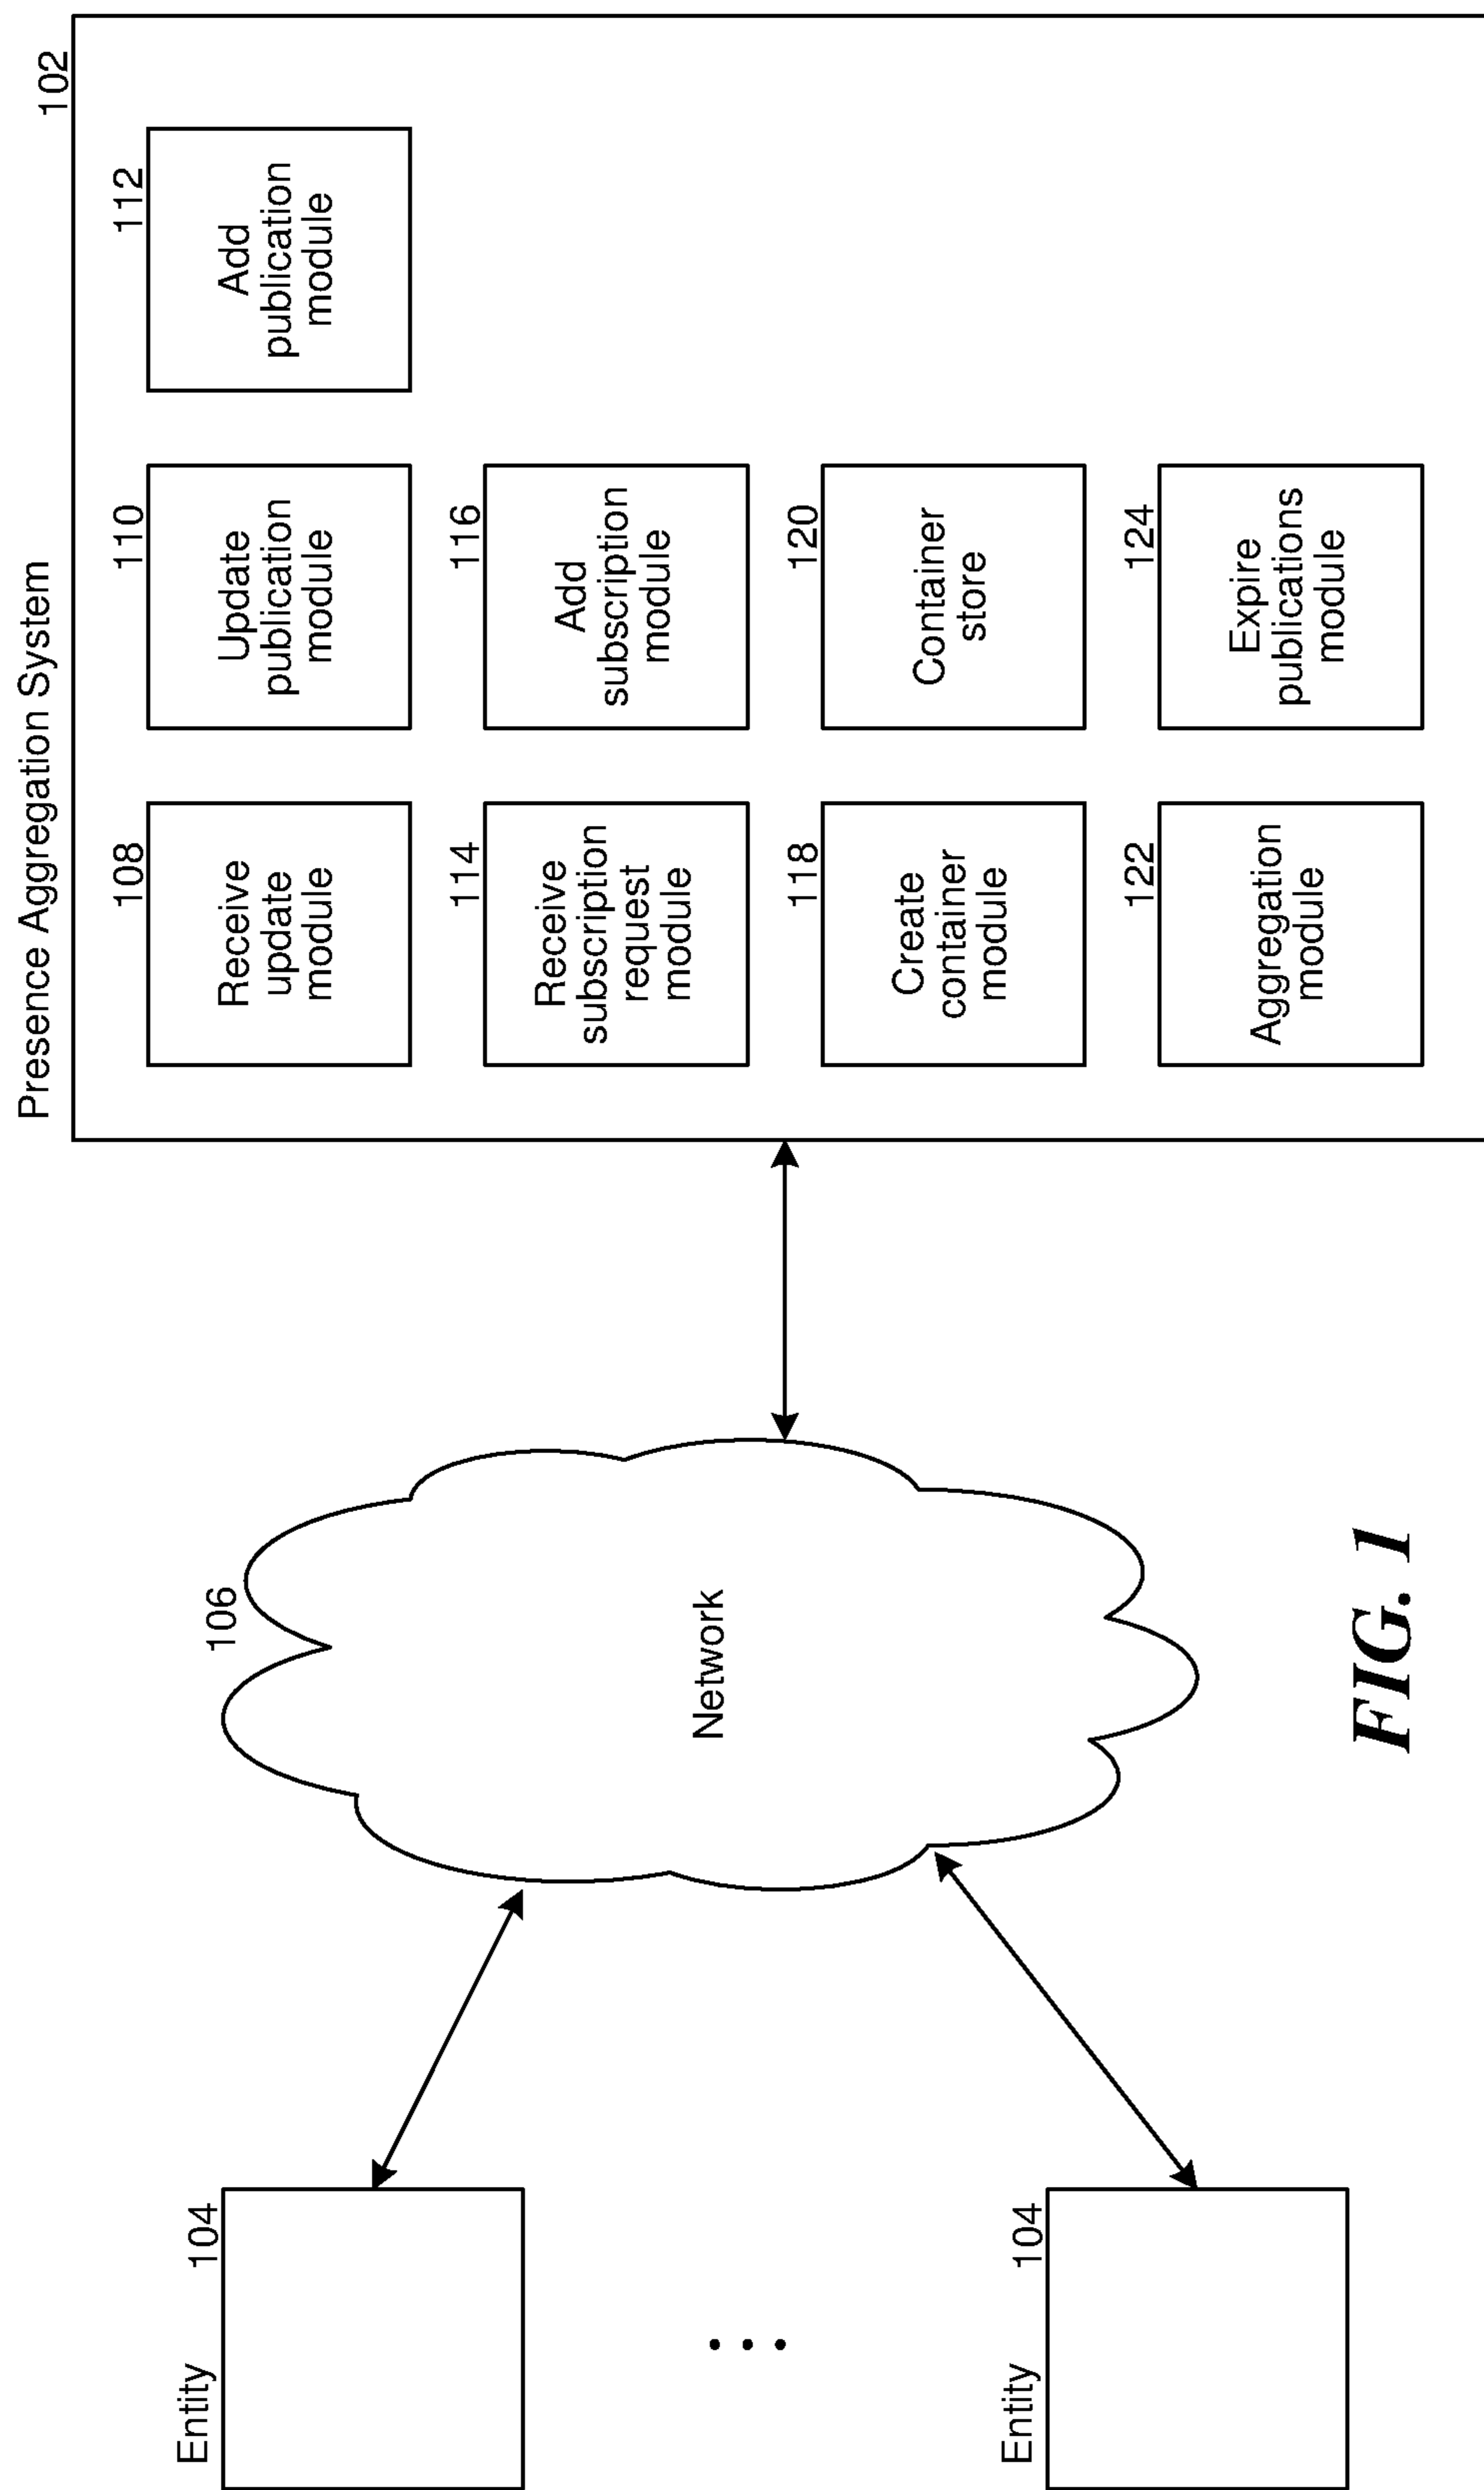 Presence Aggregation System
102
108
Receive
update
module
110
Update
publication
module
112
Add
publication
module
114
Receive
subscription
request
module
116
Add
subscription
module
118
Create
container
module
120
Container
store
122
Aggregation
module
124
Expire
publications
module
106
Network
Entity
104
...
Entity
104
FIG. 1